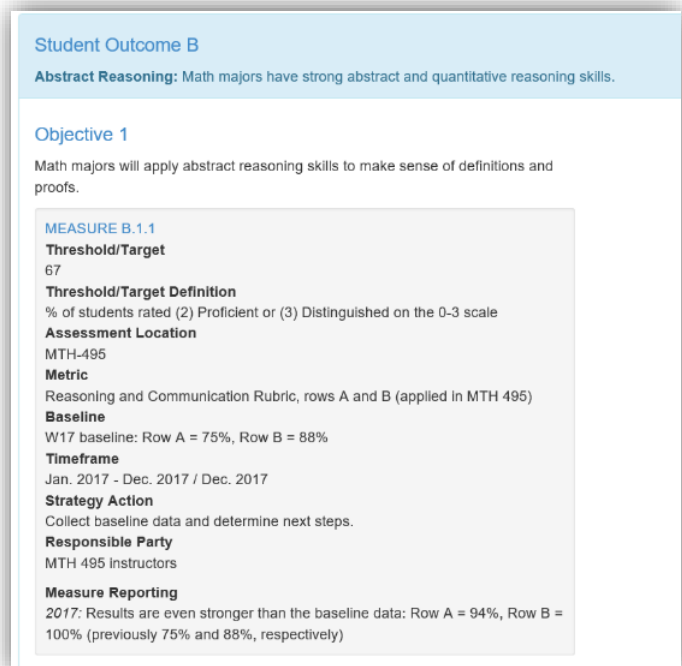 Student Outcome B
Abstract Reasoning: Math majors have strong abstract and quantitative reasoning skills.
Objective 1
Math majors will apply abstract reasoning skills to make sense of definitions and
proofs.
MEASURE B.1.1
Threshold/Target
67
Threshold/Target Definition
% of students rated (2) Proficient or (3) Distinguished on the 0-3 scale
Assessment Location
MTH-495
Metric
Reasoning and Communication Rubric, rows A and B (applied in MTH 495)
Baseline
W17 baseline: Row A = 75%, Row B = 88%
Timeframe
Jan. 2017 - Dec. 2017 / Dec. 2017
Strategy Action
Collect baseline data and determine next steps.
Responsible Party
MTH 495 instructors
Measure Reporting
2017: Results are even stronger than the baseline data: Row A = 94%, Row B =
100% (previously 75% and 88%, respectively)